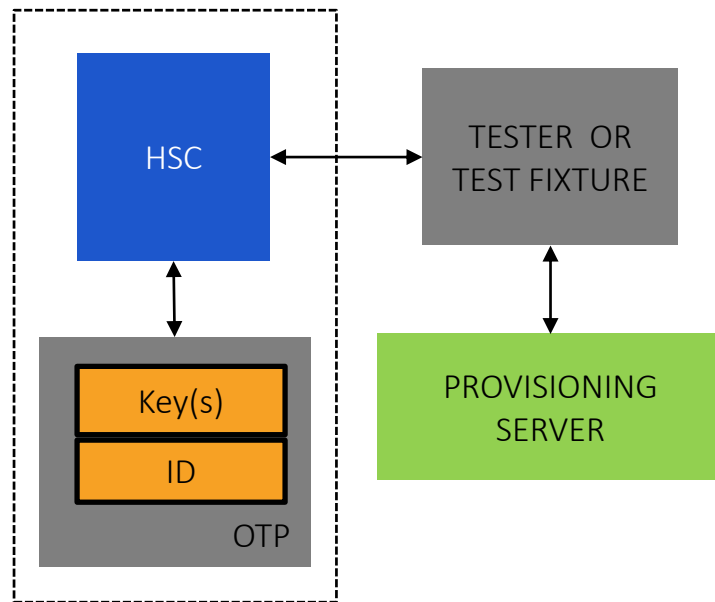 HSC
TESTER OR
TEST FIXTURE
Key(s)
ID
OTP
PROVISIONING
SERVER